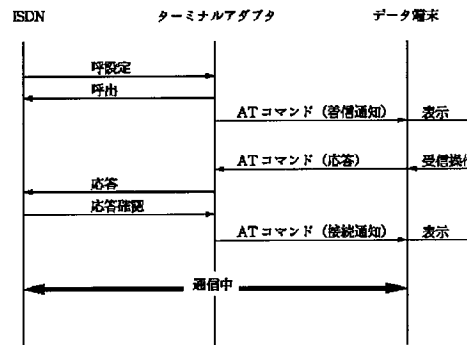 ISDN ターミナルアダプタ データ端末
呼設定
呼出
ATコマンド（着信通知） 表示
ATコマンド（応答） 受信操作
応答
応答確認
ATコマンド（接続通知） 表示
通信中